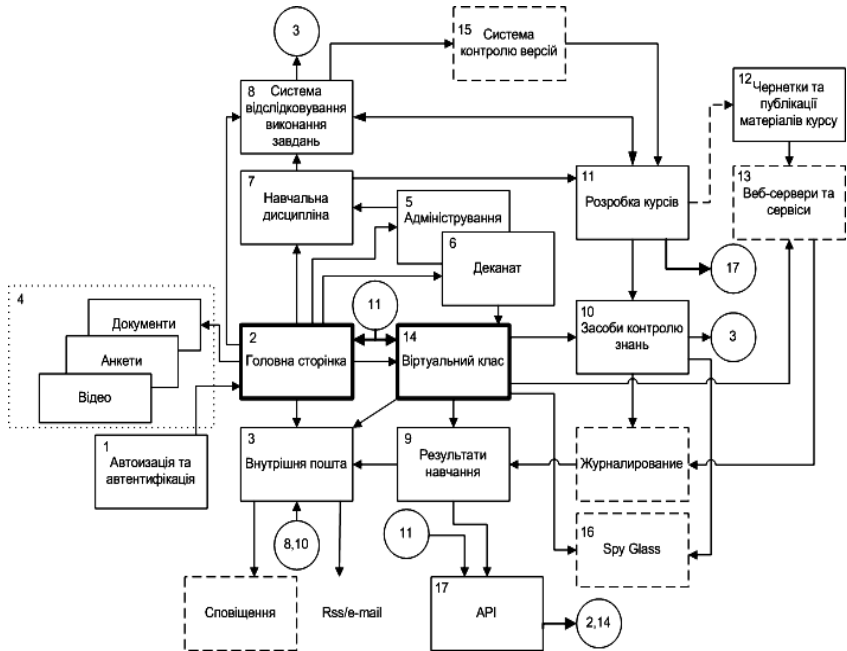 15
Система
контролю версій
3
8
Система
відслідковування
виконання
завдань
12
Чернетки та
публікації
матеріалів курсу
7
Навчальна
дисципліна
5
Адміністрування
6
Деканат
11
Розробка курсів
13
Веб-сервери та
сервіси
17
4
Документи
Анкети
Відео
11
2
Головна сторінка
14
Віртуальний клас
10
Засоби контролю
знань
3
1
Автоизація та
автентифікація
3
Внутрішня пошта
9
Результати
навчання
Журналирование
8,10
11
16
Spy Glass
Сповіщення
Rss/e-mail
17
API
2,14